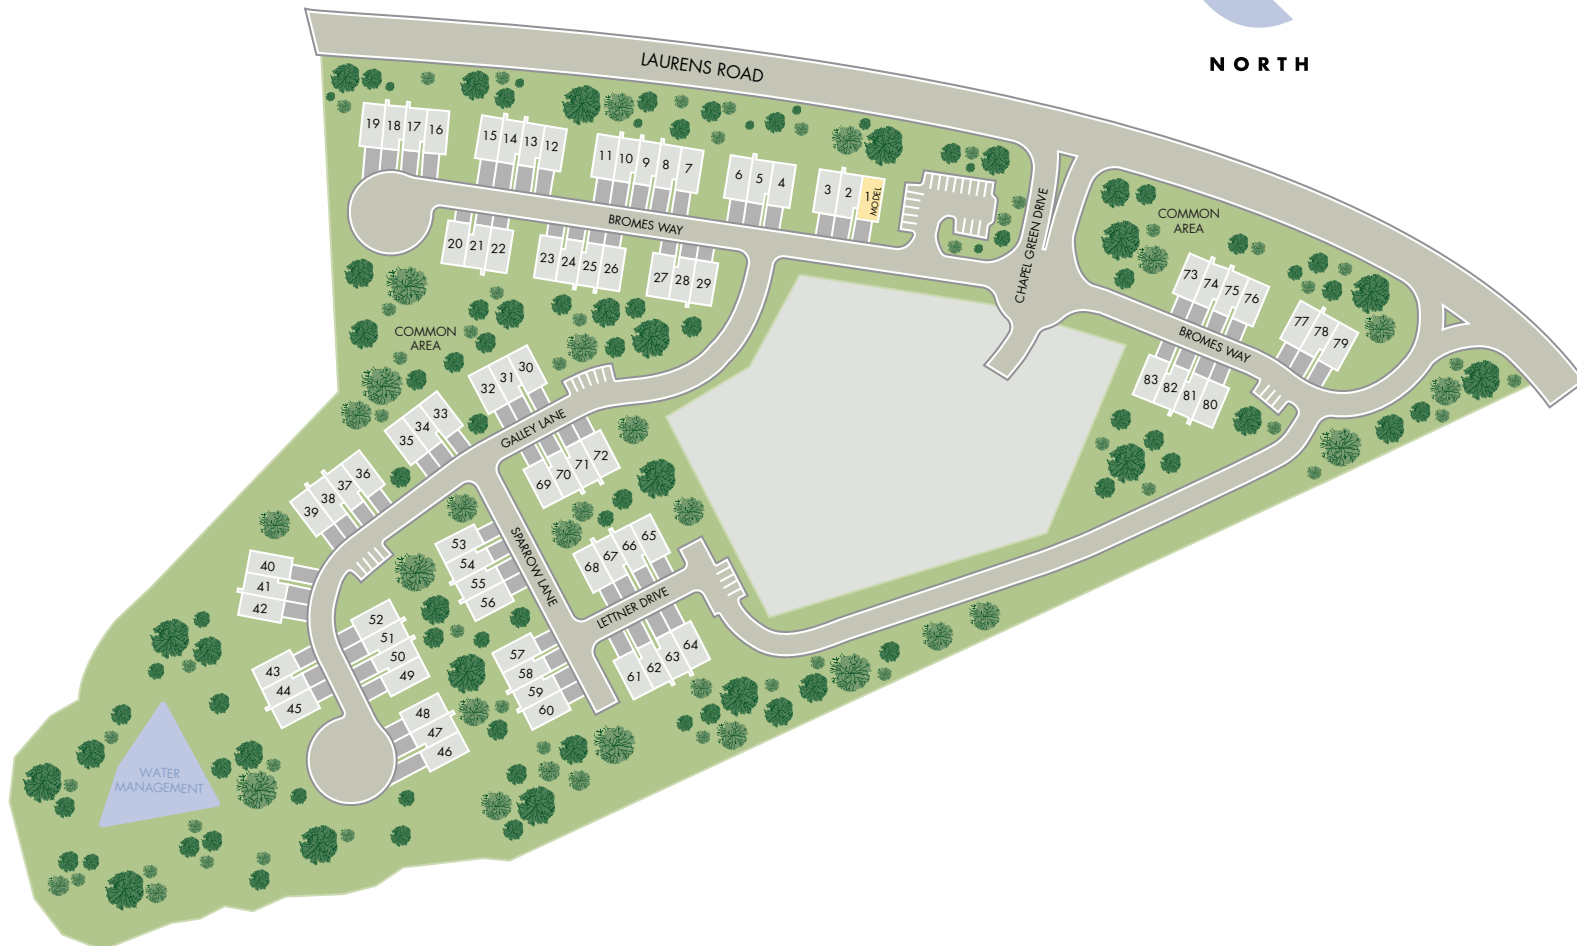 NORTH
LAURENS ROAD
19 18 17 16
15 14 13 12
11 10 9 8 7
6 5 4
3 2 1 MODEL
BROMES WAY
CHAPEL GREEN DRIVE
COMMON
AREA
20 21 22
23 24 25 26
27 28 29
73 74 75 76
77 78 79
BROMES WAY
83 82 81 80
COMMON
AREA
32 31 30
35 34 33
GALLEY LANE
39 38 37 36
69 70 71 72
40
41
42
53
54
55
56
SPARROW LANE
68 67 66 65
LETTNER DRIVE
52
51
50
49
43
44
45
57
58
59
60
61 62 63 64
48
47
46
WATER
MANAGEMENT